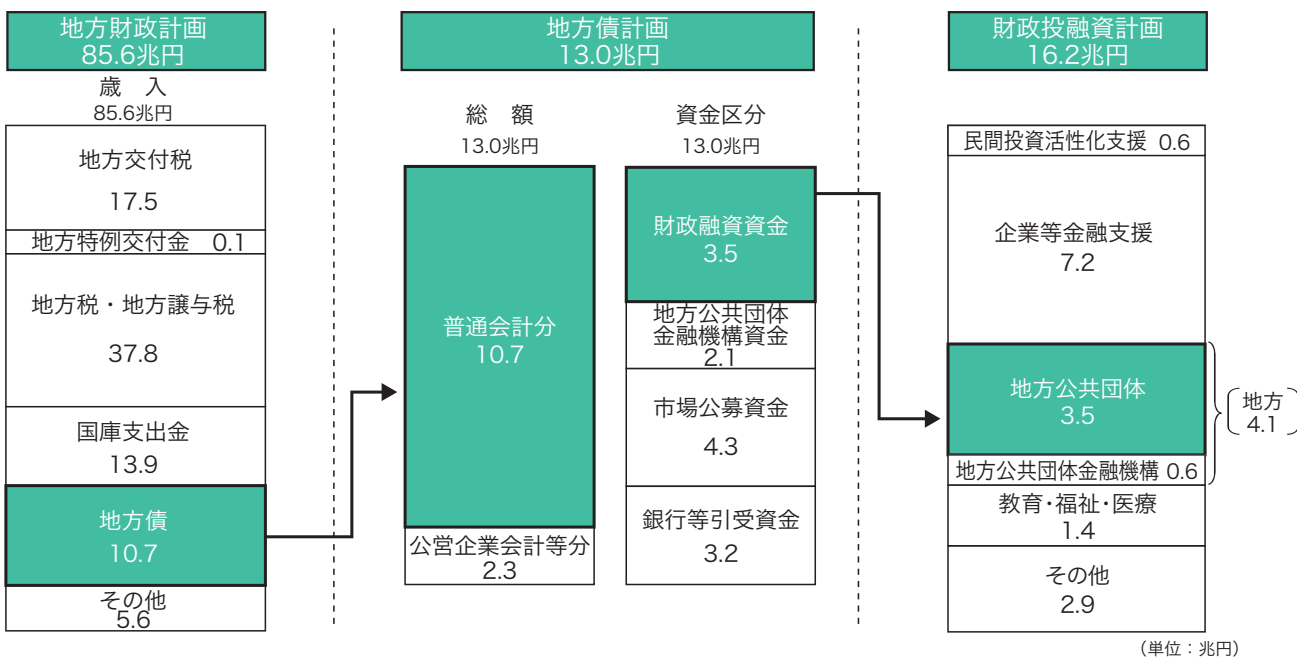 地方財政計画
85.6兆円
歳　入
85.6兆円
地方交付税
17.5
地方特例交付金 0.1
地方税・地方譲与税
37.8
国庫支出金
13.9
地方債
10.7
その他
5.6
地方債計画
13.0兆円
総　額
13.0兆円
普通会計分
10.7
公営企業会計等分
2.3
資金区分
13.0兆円
財政融資資金
3.5
地方公共団体
金融機構資金
2.1
市場公募資金
4.3
銀行等引受資金
3.2
財政投融資計画
16.2兆円
民間投資活性化支援 0.6
企業等金融支援
7.2
地方公共団体
3.5
地方公共団体金融機構 0.6
地方
4.1
教育・福祉・医療
1.4
その他
2.9
（単位：兆円）